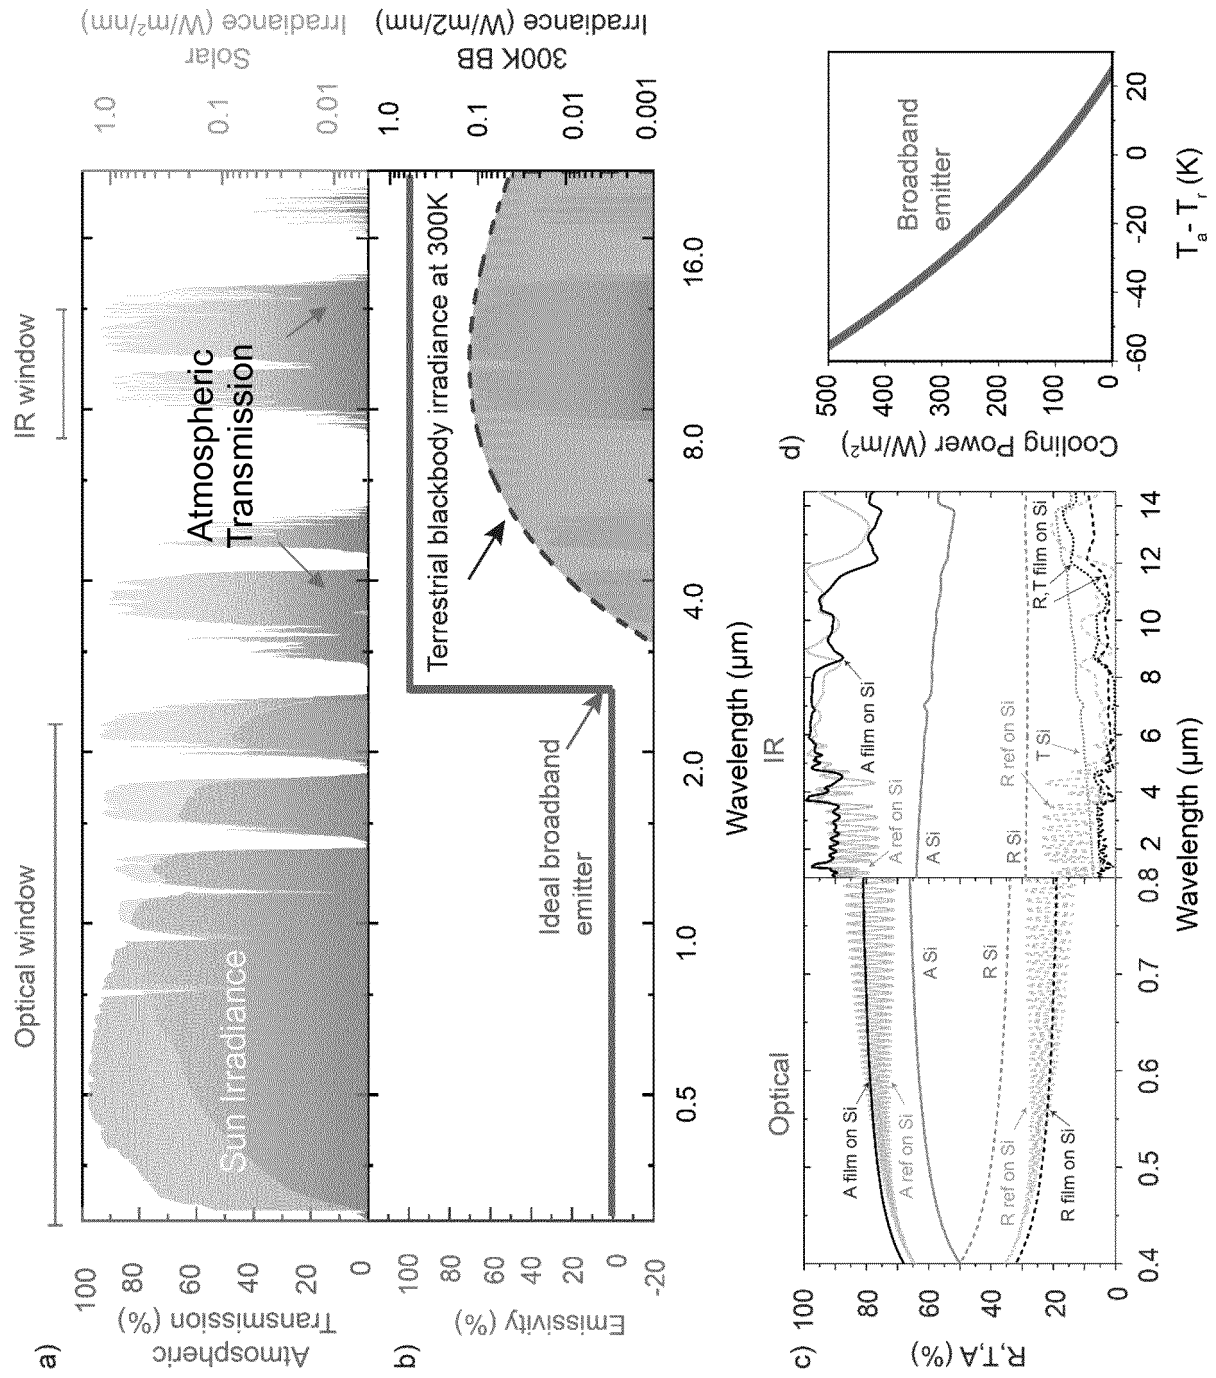 a)
Optical window
IR window
Atmospheric
Transmission (%)
100
80
60
40
20
0
Sun Irradiance
Atmospheric
Transmission
Solar
Irradiance (W/m²/nm)
1.0
0.1
0.01
b)
Emissivity (%)
100
80
60
40
20
0
-20
Ideal broadband
emitter
Terrestrial blackbody irradiance at 300K
300K BB
Irradiance (W/m2/nm)
1.0
0.1
0.01
0.001
0.5
1.0
2.0
4.0
8.0
16.0
Wavelength (μm)
c)
Optical
IR
R,T,A (%)
100
80
60
40
20
0
A film on Si
A ref on Si
A Si
R Si
R ref on Si
R film on Si
A film on Si
A ref on Si
A Si
R Si
R ref on Si
T Si
R,T film on Si
0.4
0.5
0.6
0.7
0.8
2
4
6
8
10
12
14
Wavelength (μm)
d)
Cooling Power (W/m²)
500
400
300
200
100
0
Broadband
emitter
-60
-40
-20
0
20
Ta - Tr (K)